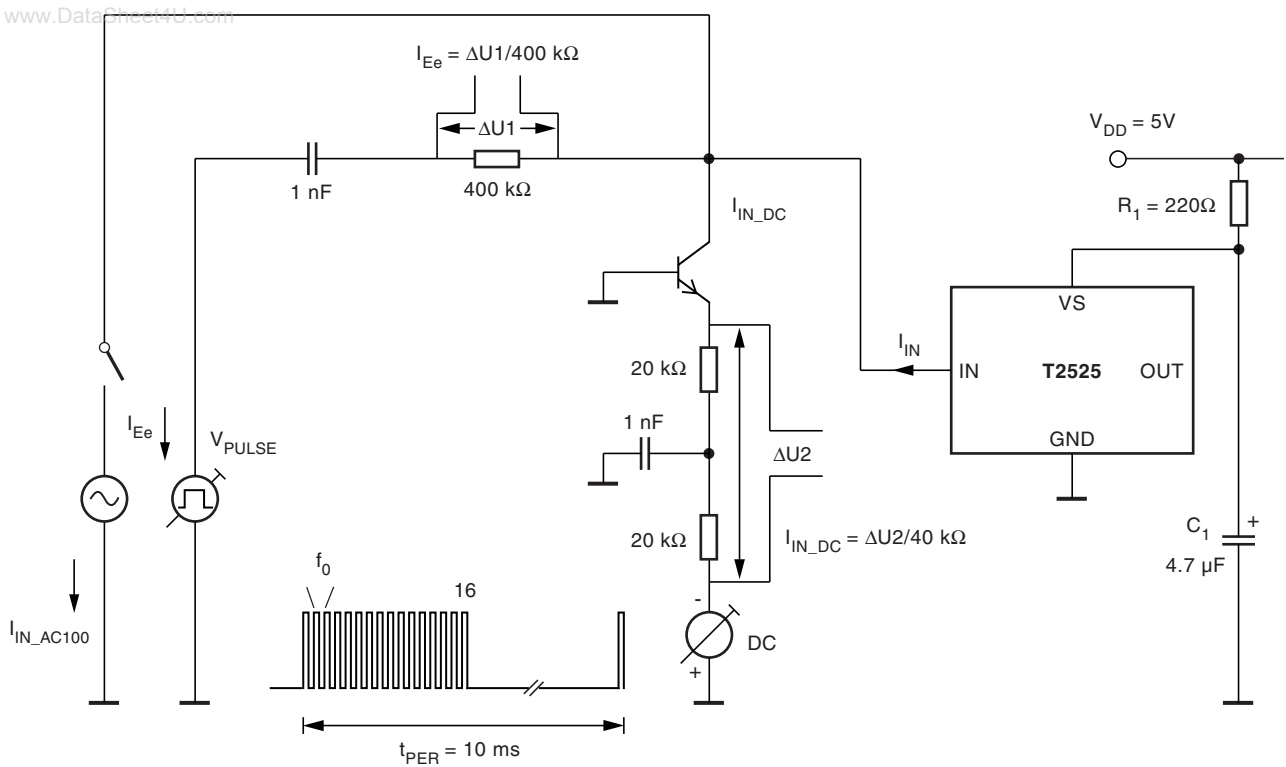 www.DataSheet4U.com
I_Ee = ΔU1/400 kΩ
ΔU1
1 nF
400 kΩ
V_DD = 5V
R_1 = 220Ω
I_IN_DC
VS
I_IN
IN
T2525
OUT
GND
20 kΩ
1 nF
ΔU2
20 kΩ
I_IN_DC = ΔU2/40 kΩ
C_1
+
4.7 µF
I_Ee
V_PULSE
f_0
16
I_IN_AC100
-
DC
+
t_PER = 10 ms